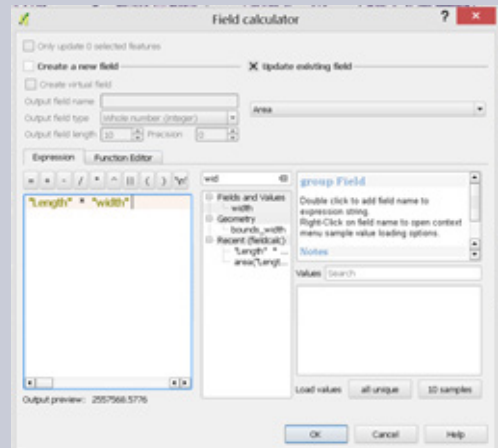 Field calculator
Only update 0 selected features
Create a new field
Update existing field
Create virtual field
Output field name
Output field type Whole number (integer)
Output field length 10 Precision 0
Area
Expression Function Editor
= + - / * ^ || ( ) '\n'
"Length" * "width"
wid
Fields and Values
width
Geometry
bounds_width
Recent (fieldcalc)
"Length" * ...
area("Lengt...
group Field
Double click to add field name to
expression string.
Right-Click on field name to open context
menu sample value loading options.
Notes
Values Search
Load values all unique 10 samples
Output preview: 2557568.5776
OK Cancel Help